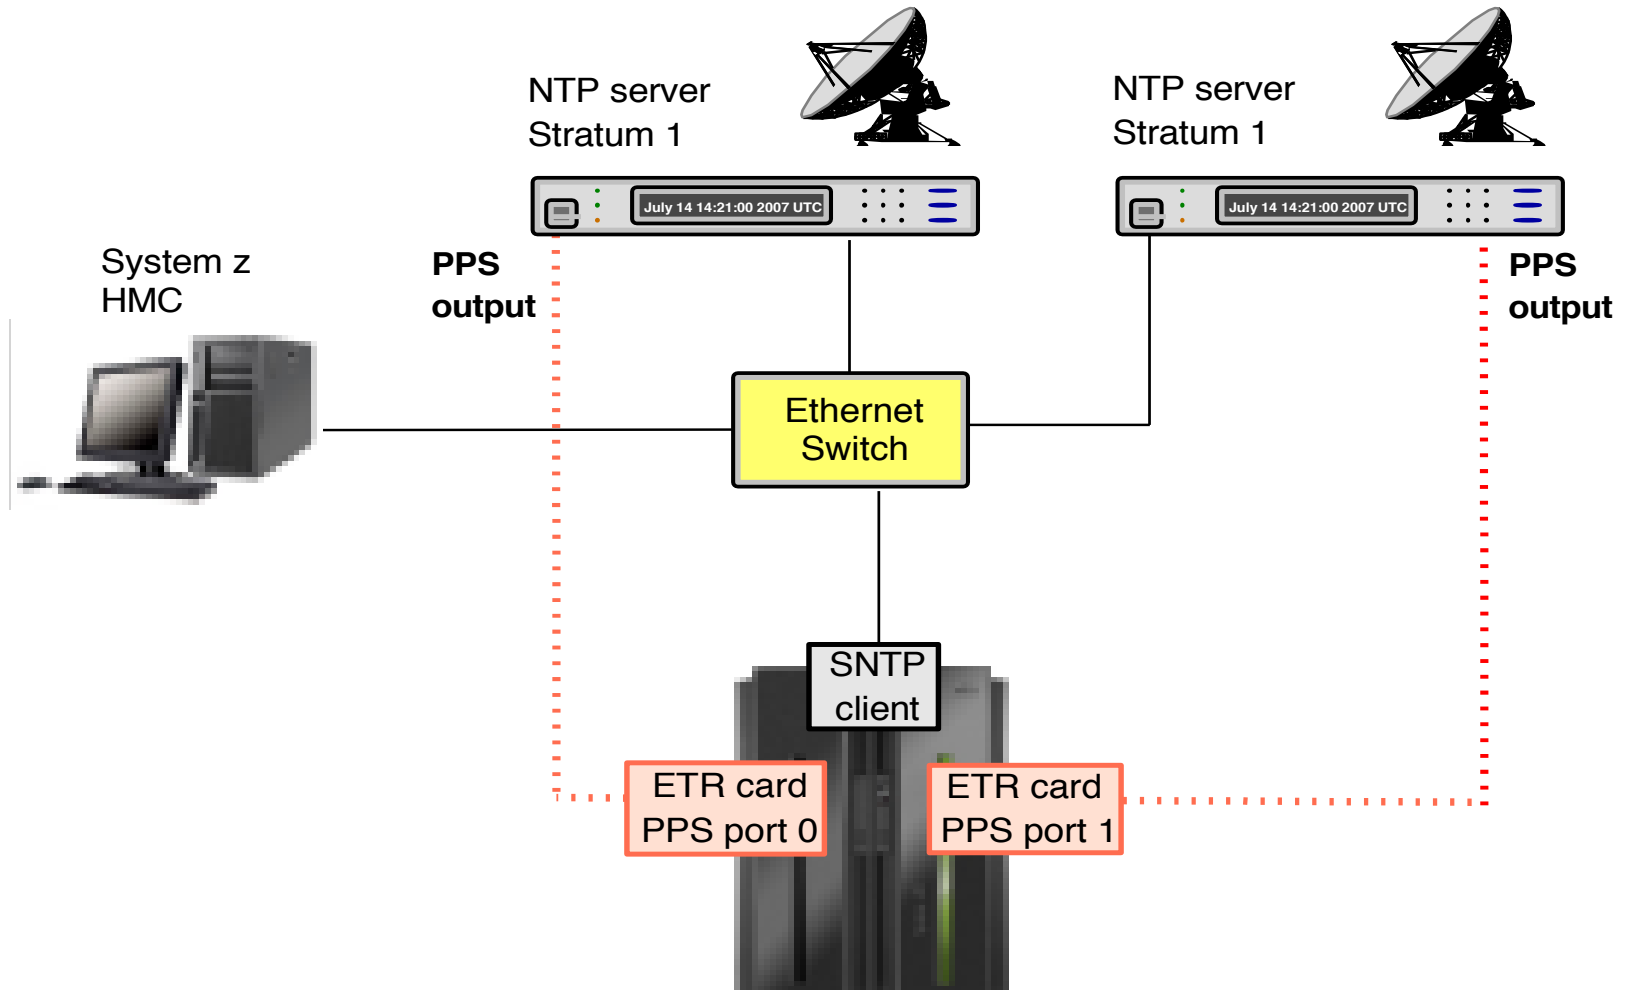 NTP server
Stratum 1
NTP server
Stratum 1
July 14 14:21:00 2007 UTC
July 14 14:21:00 2007 UTC
System z
HMC
PPS
output
PPS
output
Ethernet
Switch
SNTP
client
ETR card
PPS port 0
ETR card
PPS port 1